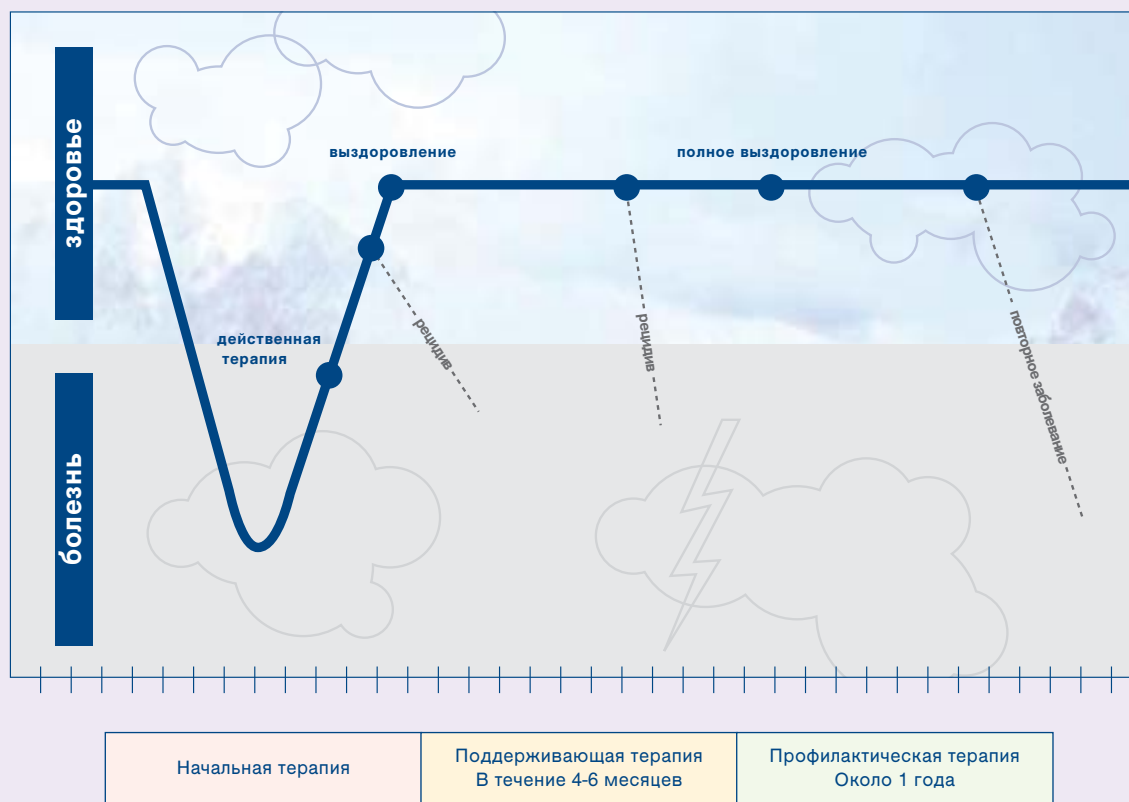 здоровье
выздоровление
полное выздоровление
действенная
терапия
рецидив
рецидив
повторное заболевание
болезнь
Начальная терапия
Поддерживающая терапия
В течение 4-6 месяцев
Профилактическая терапия
Около 1 года